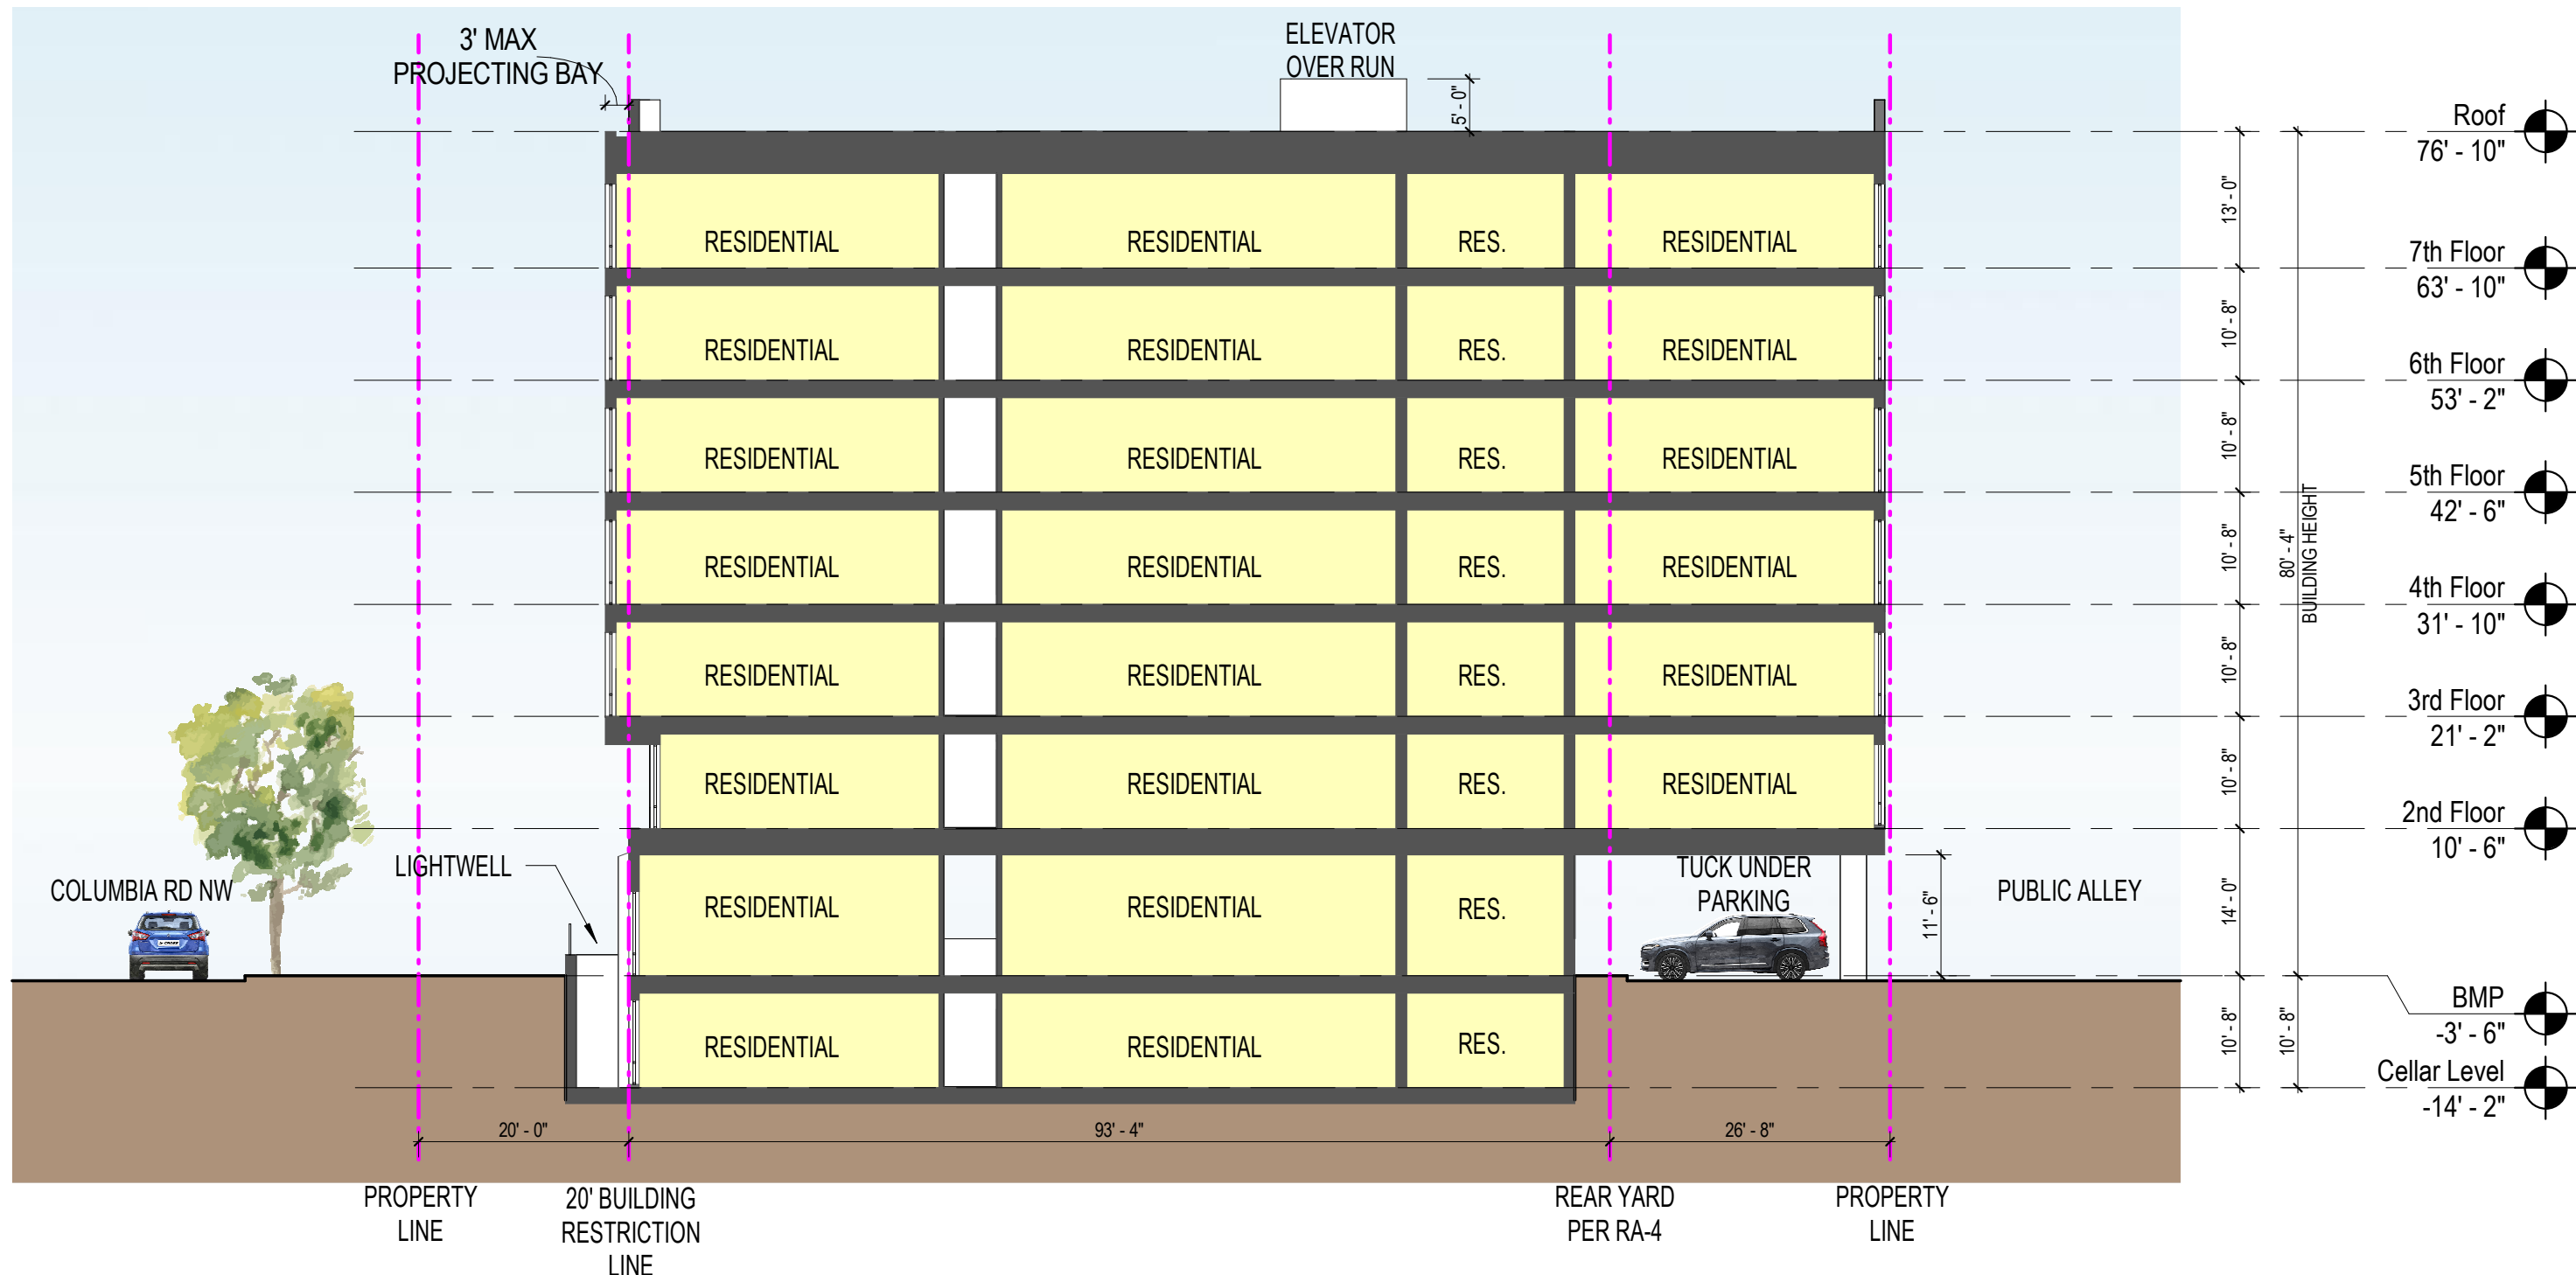 3' MAX
PROJECTING BAY
ELEVATOR
OVER RUN
5' - 0"
Roof
76' - 10"
13' - 0"
RESIDENTIAL
RESIDENTIAL
RES.
RESIDENTIAL
7th Floor
63' - 10"
10' - 8"
RESIDENTIAL
RESIDENTIAL
RES.
RESIDENTIAL
6th Floor
53' - 2"
10' - 8"
RESIDENTIAL
RESIDENTIAL
RES.
RESIDENTIAL
5th Floor
42' - 6"
10' - 8"
80' - 4"
BUILDING HEIGHT
RESIDENTIAL
RESIDENTIAL
RES.
RESIDENTIAL
4th Floor
31' - 10"
10' - 8"
RESIDENTIAL
RESIDENTIAL
RES.
RESIDENTIAL
3rd Floor
21' - 2"
10' - 8"
RESIDENTIAL
RESIDENTIAL
RES.
RESIDENTIAL
2nd Floor
10' - 6"
LIGHTWELL
COLUMBIA RD NW
RESIDENTIAL
RESIDENTIAL
RES.
TUCK UNDER
PARKING
11' - 6"
PUBLIC ALLEY
14' - 0"
BMP
-3' - 6"
RESIDENTIAL
RESIDENTIAL
RES.
10' - 8"
10' - 8"
Cellar Level
-14' - 2"
20' - 0"
93' - 4"
26' - 8"
PROPERTY
LINE
20' BUILDING
RESTRICTION
LINE
REAR YARD
PER RA-4
PROPERTY
LINE